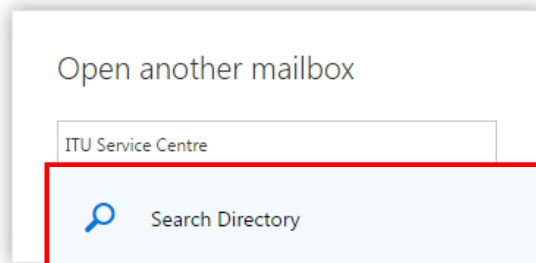 Open another mailbox
ITU Service Centre
Search Directory